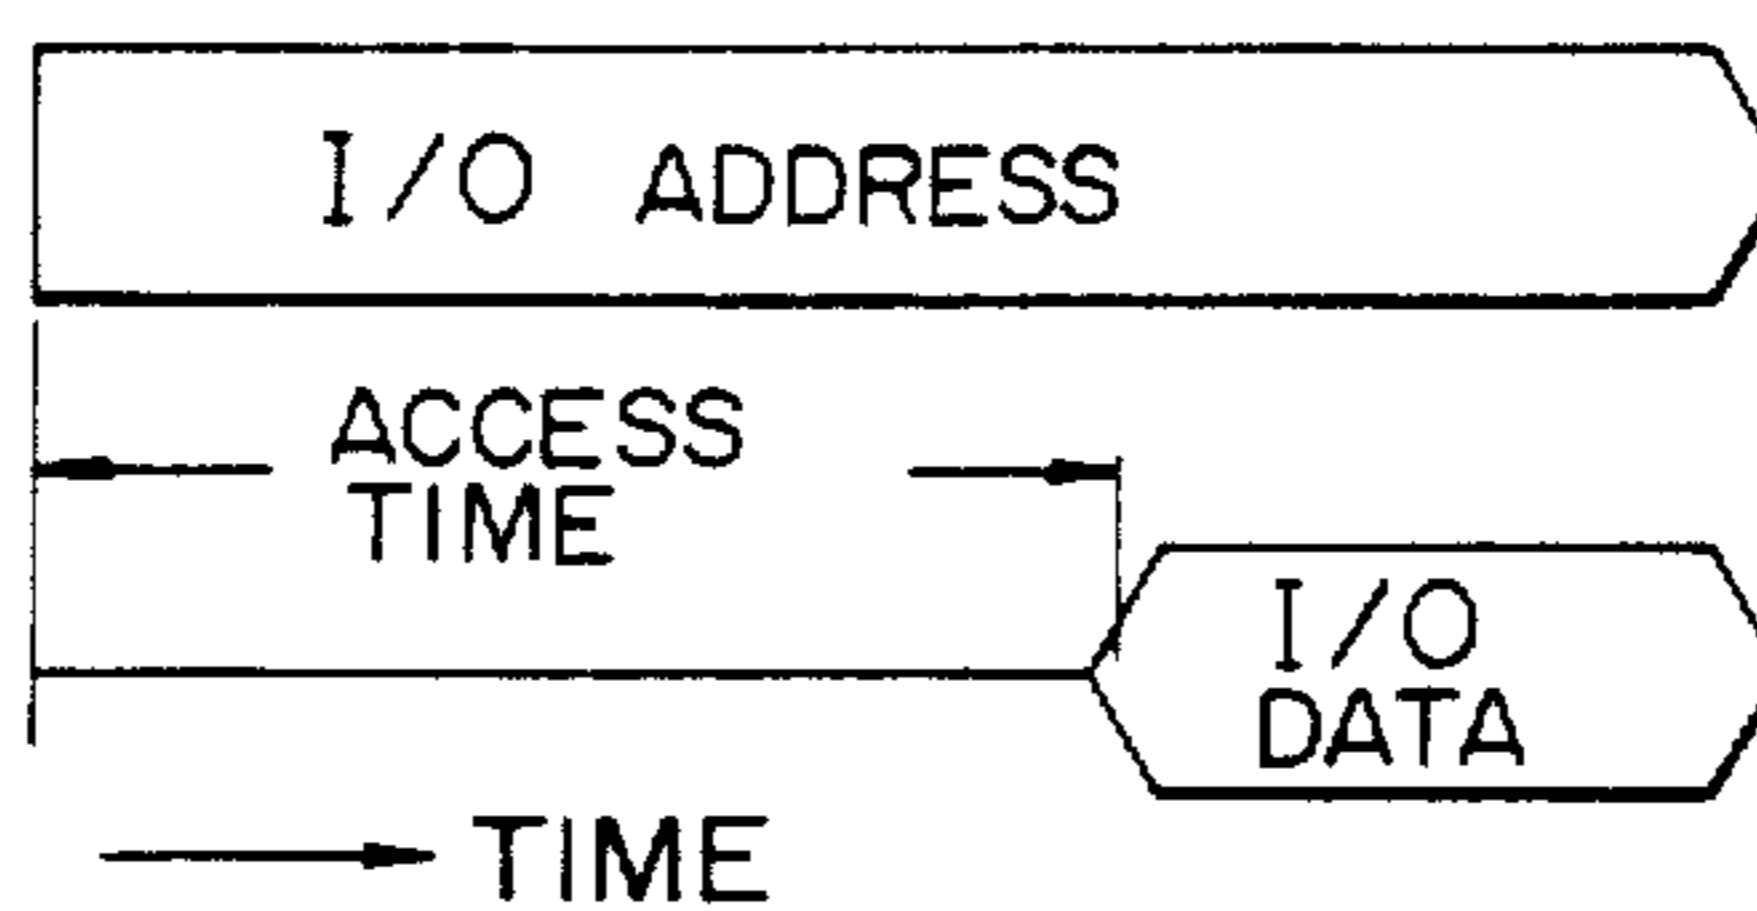 I/O ADDRESS
ACCESS
TIME
I/O
DATA
TIME